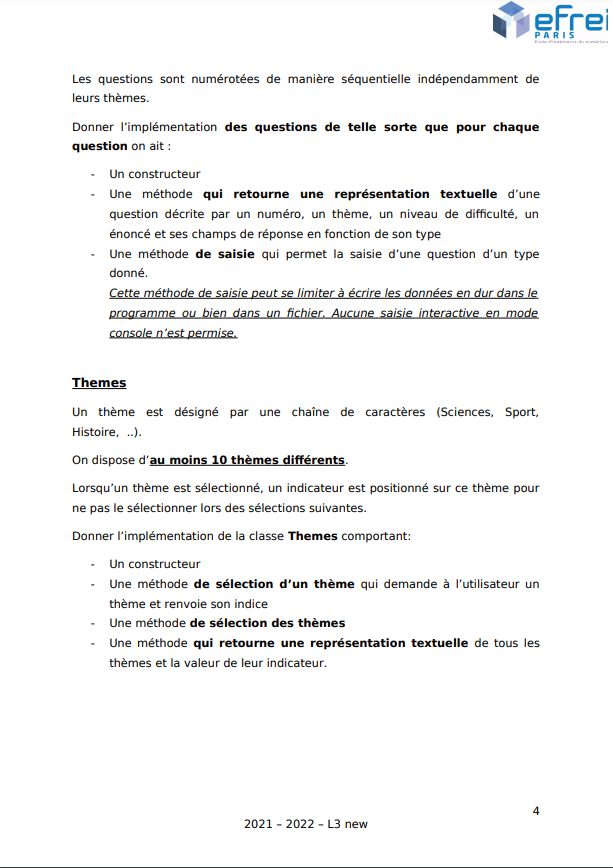 efrei
PARIS
Les questions sont numérotées de manière séquentielle indépendamment de
leurs thèmes.
Donner l’implémentation des questions de telle sorte que pour chaque
question on ait :
- Un constructeur
- Une méthode qui retourne une représentation textuelle d’une
question décrite par un numéro, un thème, un niveau de difficulté, un
énoncé et ses champs de réponse en fonction de son type
- Une méthode de saisie qui permet la saisie d’une question d’un type
donné.
Cette méthode de saisie peut se limiter à écrire les données en dur dans le
programme ou bien dans un fichier. Aucune saisie interactive en mode
console n’est permise.
Themes
Un thème est désigné par une chaîne de caractères (Sciences, Sport,
Histoire, ..).
On dispose d’au moins 10 thèmes différents.
Lorsqu’un thème est sélectionné, un indicateur est positionné sur ce thème pour
ne pas le sélectionner lors des sélections suivantes.
Donner l’implémentation de la classe Themes comportant:
- Un constructeur
- Une méthode de sélection d’un thème qui demande à l’utilisateur un
thème et renvoie son indice
- Une méthode de sélection des thèmes
- Une méthode qui retourne une représentation textuelle de tous les
thèmes et la valeur de leur indicateur.
4
2021 – 2022 – L3 new